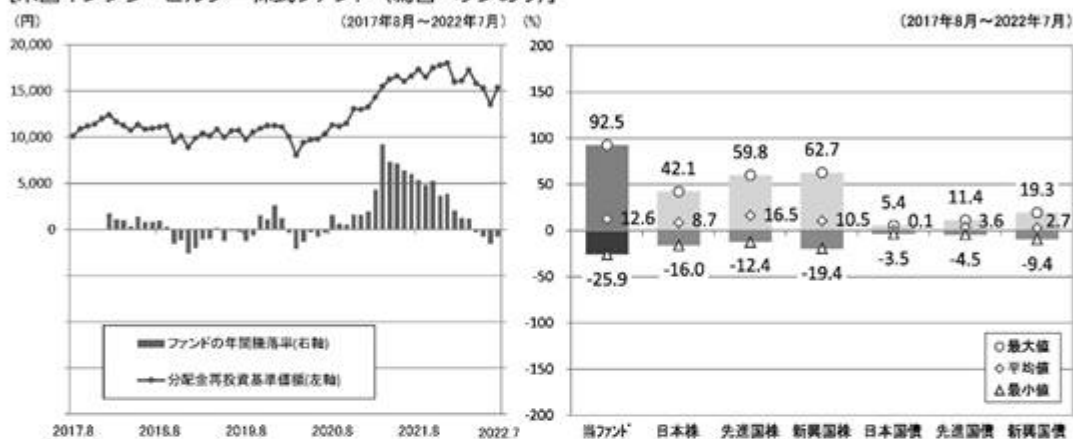 (円) (2017年8月～2022年7月)
20,000
15,000
10,000
5,000
0
ファンドの年間騰落率(右軸)
分配金再投資基準価額(左軸)
2017.8 2018.8 2019.8 2020.8 2021.8 2022.7
(%) (2017年8月～2022年7月)
200
150
100
50
0
-50
-100
-150
-200
92.5 42.1 59.8 62.7 5.4 11.4 19.3
12.6 8.7 16.5 10.5 0.1 3.6 2.7
-25.9 -16.0 -12.4 -19.4 -3.5 -4.5 -9.4
○最大値
◇平均値
△最小値
当ファンド 日本株 先進国株 新興国株 日本国債 先進国債 新興国債